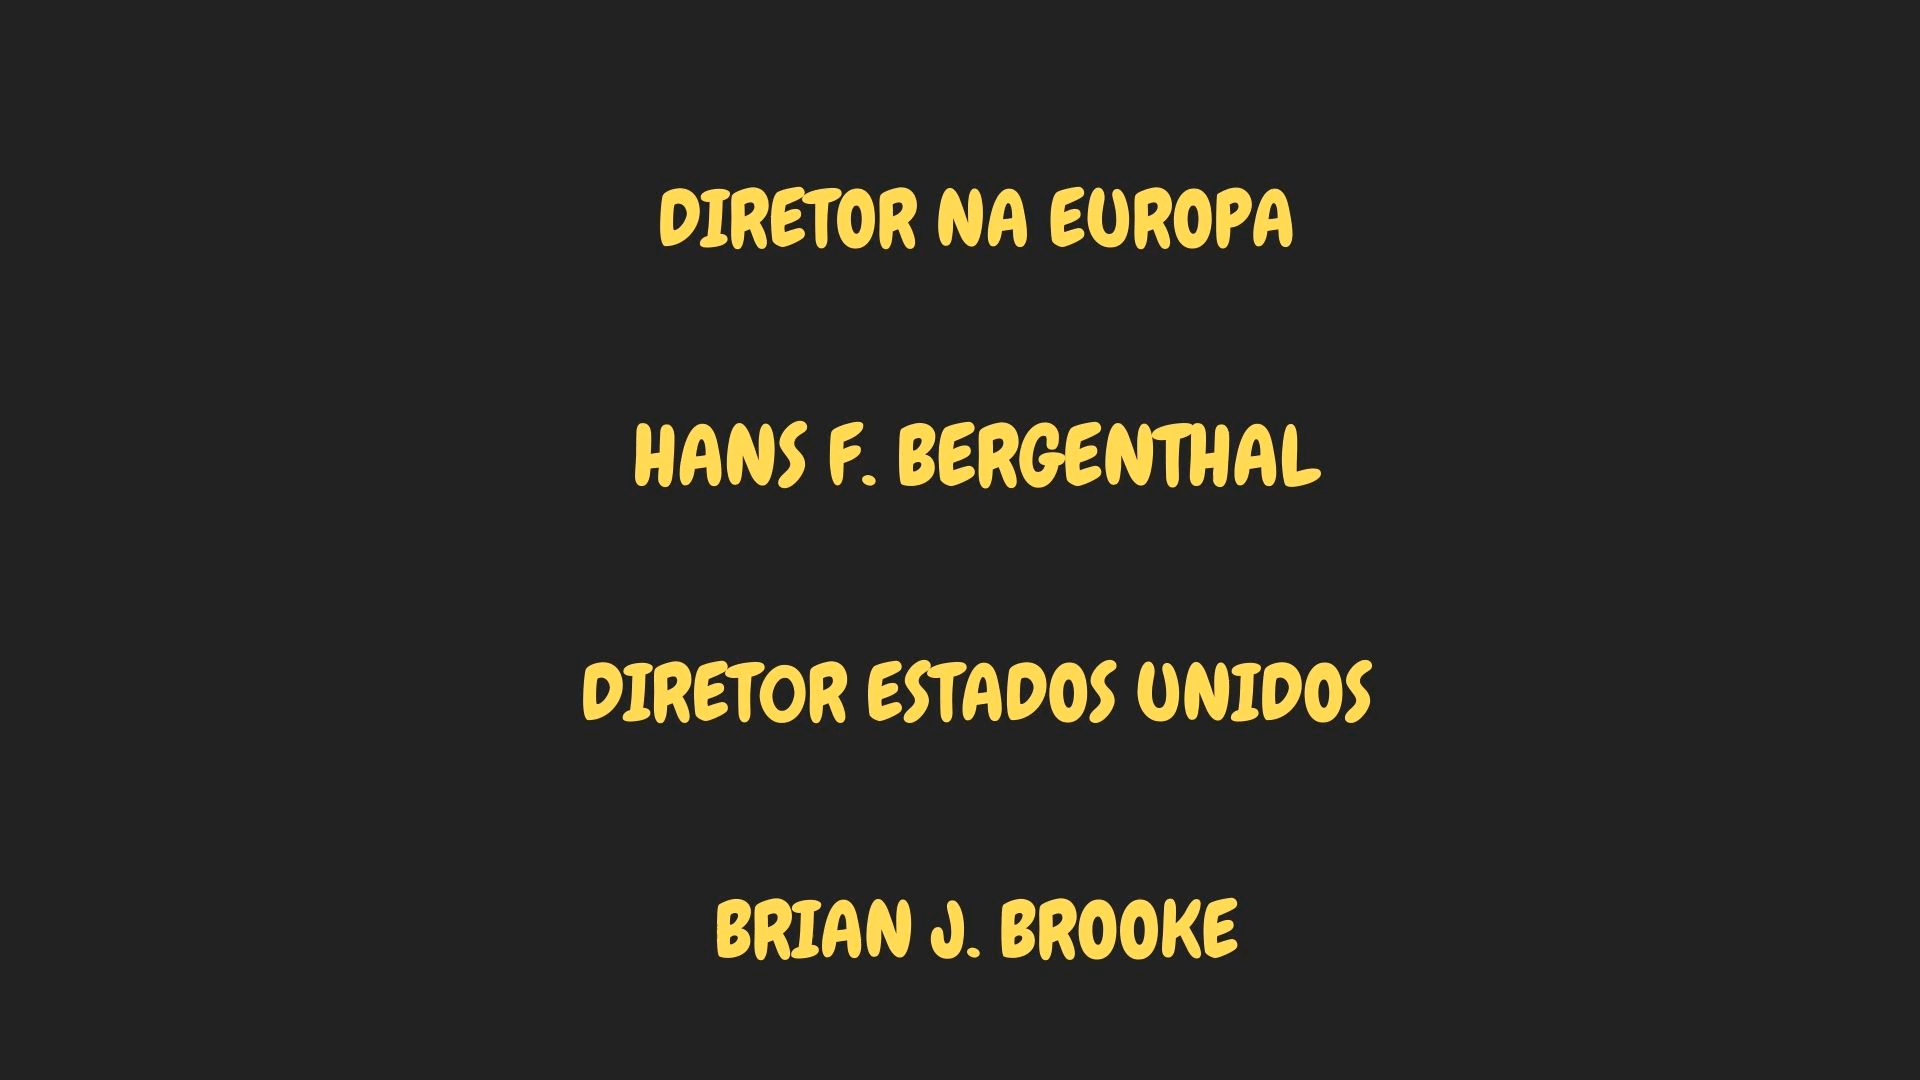 DIRETOR NA EUROPA
HANS F. BERGENTHAL
DIRETOR ESTADOS UNIDOS
BRIAN J. BROOKE